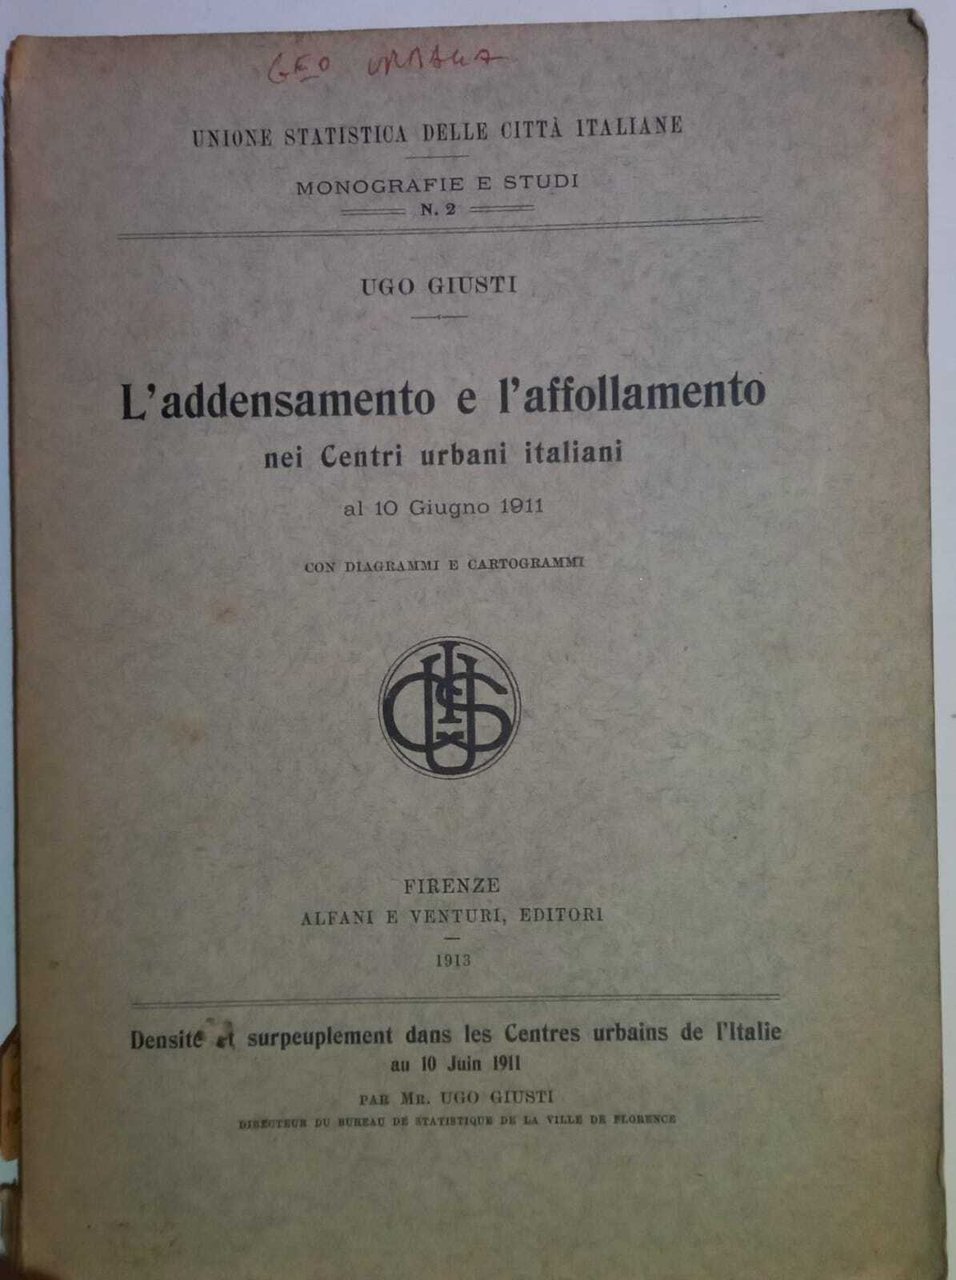 GEO URBANA
UNIONE STATISTICA DELLE CITTÀ ITALIANE
MONOGRAFIE E STUDI
N. 2
UGO GIUSTI
L'addensamento e l'affollamento
nei Centri urbani italiani
al 10 Giugno 1911
CON DIAGRAMMI E CARTOGRAMMI
FIRENZE
ALFANI E VENTURI, EDITORI
1913
Densité et surpeuplement dans les Centres urbains de l'Italie
au 10 Juin 1911
PAR MR. UGO GIUSTI
DIRECTEUR DU BUREAU DE STATISTIQUE DE LA VILLE DE FLORENCE